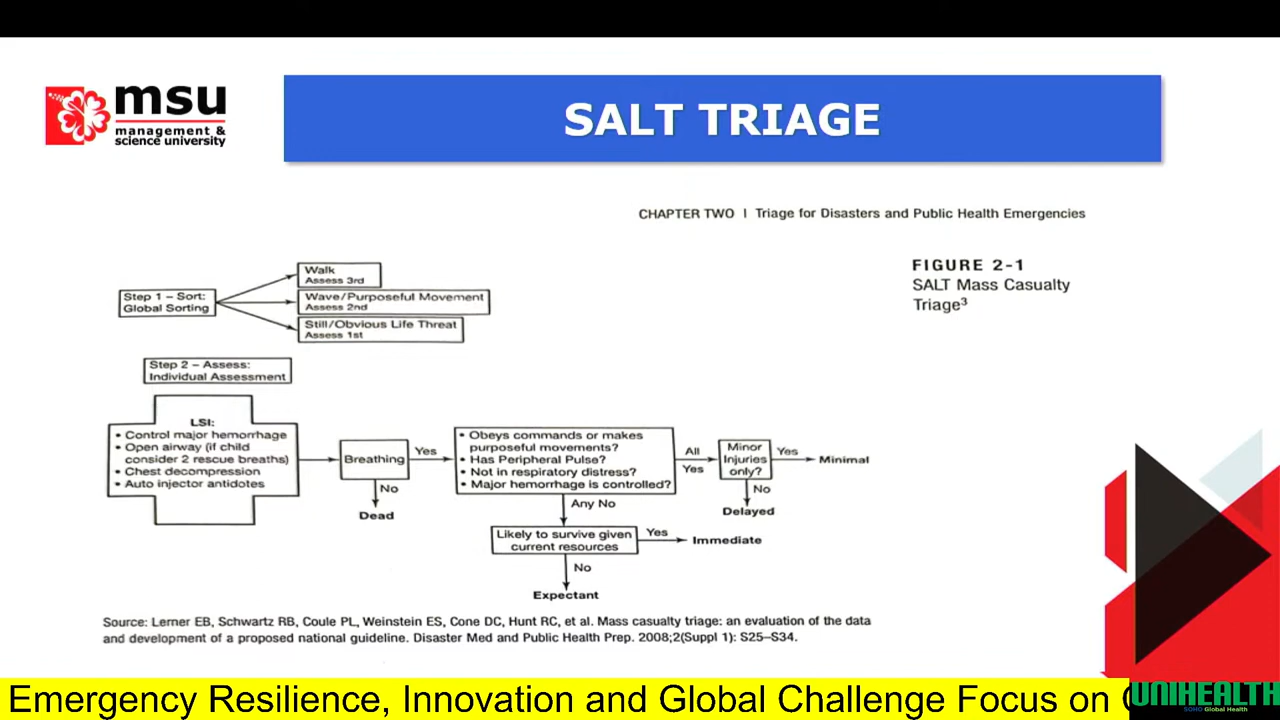 msu
management &
science university
SALT TRIAGE
CHAPTER TWO | Triage for Disasters and Public Health Emergencies
FIGURE 2-1
SALT Mass Casualty
Triage³
Step 1 – Sort:
Global Sorting
Walk
Assess 3rd
Wave/Purposeful Movement
Assess 2nd
Still/Obvious Life Threat
Assess 1st
Step 2 – Assess:
Individual Assessment
LSI:
• Control major hemorrhage
• Open airway (if child
consider 2 rescue breaths)
• Chest decompression
• Auto injector antidotes
Breathing
Yes
No
Dead
• Obeys commands or makes
purposeful movements?
• Has Peripheral Pulse?
• Not in respiratory distress?
• Major hemorrhage is controlled?
All
Yes
Minor
Injuries
only?
Yes
Minimal
No
Delayed
Any No
Likely to survive given
current resources
Yes
Immediate
No
Expectant
Source: Lerner EB, Schwartz RB, Coule PL, Weinstein ES, Cone DC, Hunt RC, et al. Mass casualty triage: an evaluation of the data
and development of a proposed national guideline. Disaster Med and Public Health Prep. 2008;2(Suppl 1): S25–S34.
Emergency Resilience, Innovation and Global Challenge Focus on
UNIHEALTH
SOHO Global Health